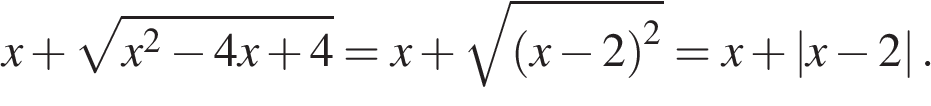 x + √(x² − 4x + 4) = x + √((x − 2)²) = x + |x − 2| .